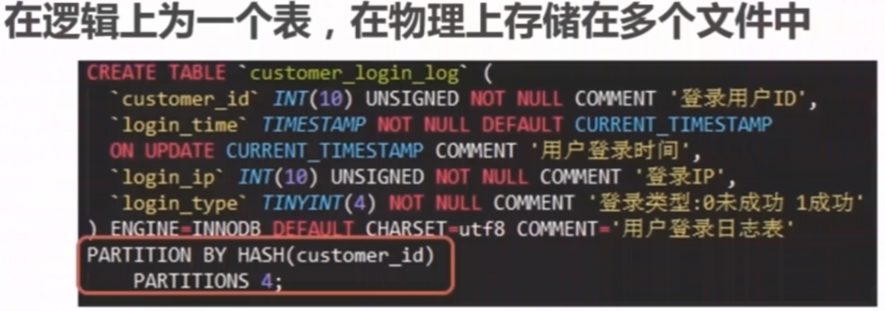 在逻辑上为一个表，在物理上存储在多个文件中
CREATE TABLE `customer_login_log` (
`customer_id` INT(10) UNSIGNED NOT NULL COMMENT '登录用户ID',
`login_time` TIMESTAMP NOT NULL DEFAULT CURRENT_TIMESTAMP
ON UPDATE CURRENT_TIMESTAMP COMMENT '用户登录时间',
`login_ip` INT(10) UNSIGNED NOT NULL COMMENT '登录IP',
`login_type` TINYINT(4) NOT NULL COMMENT '登录类型:0未成功 1成功'
) ENGINE=INNODB DEFAULT CHARSET=utf8 COMMENT='用户登录日志表'
PARTITION BY HASH(customer_id)
PARTITIONS 4;